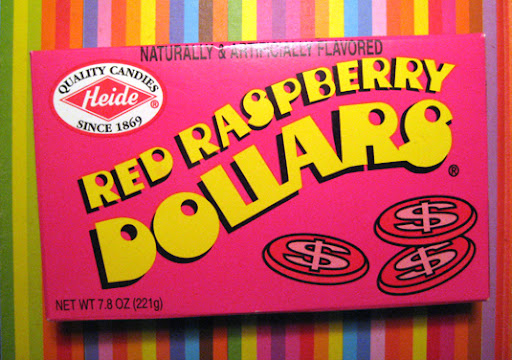 NATURALLY & ARTIFICIALLY FLAVORED
QUALITY CANDIES
Heide ®
SINCE 1869
RED RASPBERRY
DOLLARS®
$ $ $
NET WT 7.8 OZ (221g)